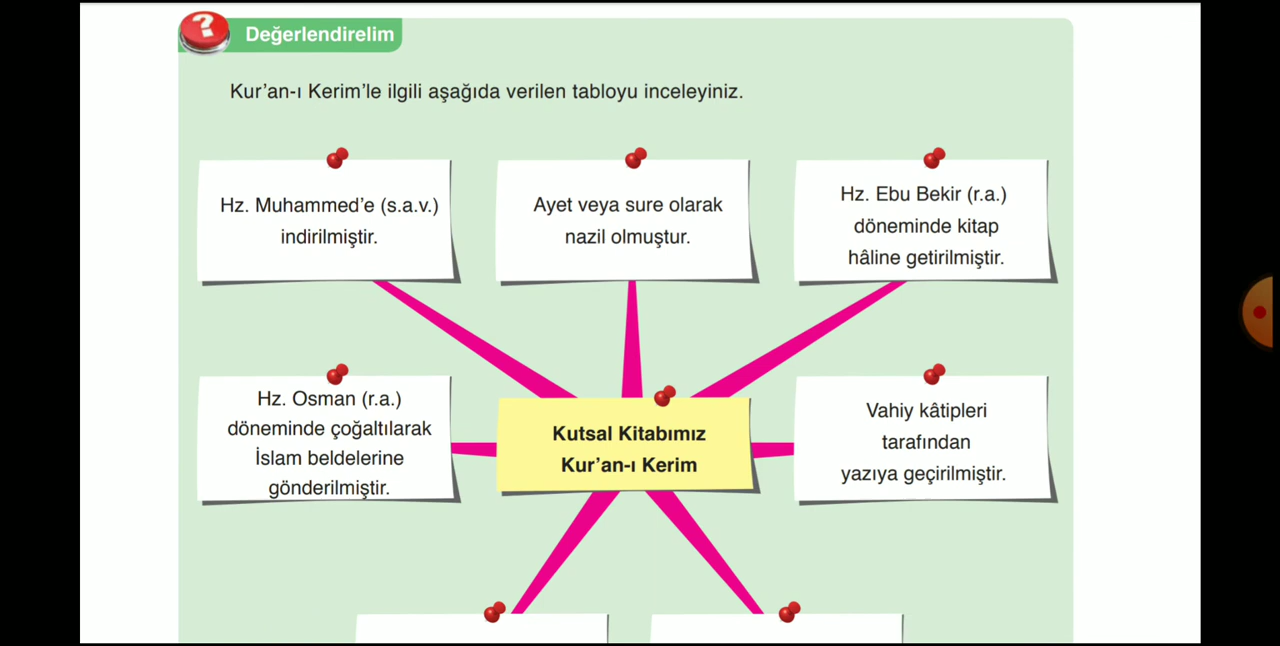 Değerlendirelim
Kur’an-ı Kerim’le ilgili aşağıda verilen tabloyu inceleyiniz.
Hz. Muhammed’e (s.a.v.)
indirilmiştir.
Ayet veya sure olarak
nazil olmuştur.
Hz. Ebu Bekir (r.a.)
döneminde kitap
hâline getirilmiştir.
Hz. Osman (r.a.)
döneminde çoğaltılarak
İslam beldelerine
gönderilmiştir.
Kutsal Kitabımız
Kur’an-ı Kerim
Vahiy kâtipleri
tarafından
yazıya geçirilmiştir.